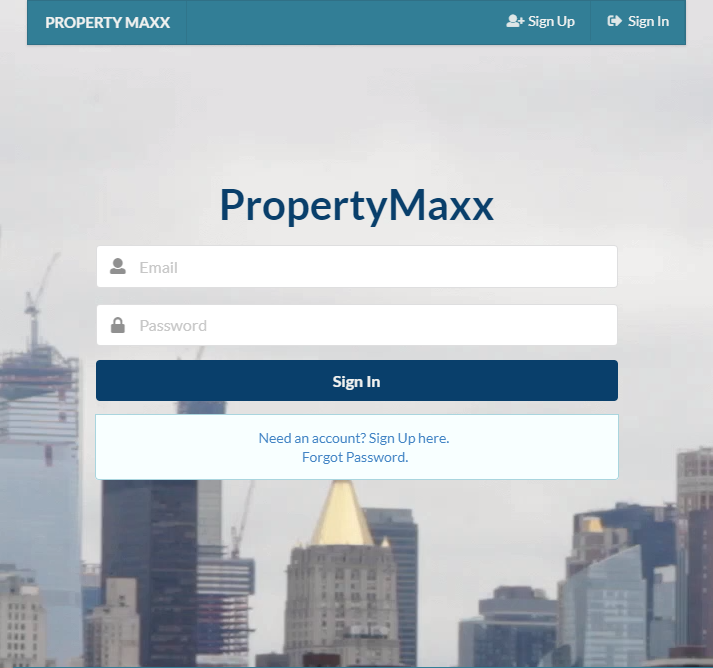 PROPERTY MAXX
Sign Up
Sign In
PropertyMaxx
Email
Password
Sign In
Need an account? Sign Up here.
Forgot Password.